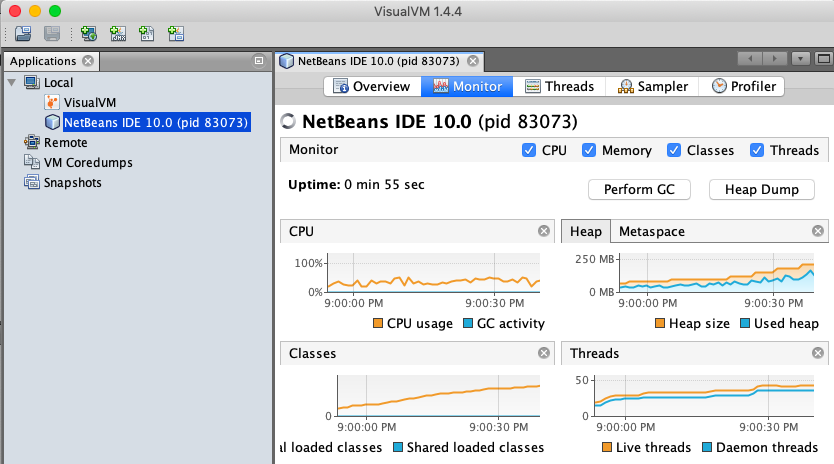 VisualVM 1.4.4
Applications
NetBeans IDE 10.0 (pid 83073)
Local
VisualVM
NetBeans IDE 10.0 (pid 83073)
Remote
VM Coredumps
Snapshots
Overview Monitor Threads Sampler Profiler
NetBeans IDE 10.0 (pid 83073)
Monitor CPU Memory Classes Threads
Uptime: 0 min 55 sec
Perform GC Heap Dump
CPU
100%
0%
9:00:00 PM 9:00:30 PM
CPU usage GC activity
Heap Metaspace
250 MB
0 MB
9:00:00 PM 9:00:30 PM
Heap size Used heap
Classes
0
9:00:00 PM 9:00:30 PM
al loaded classes Shared loaded classes
Threads
50
0
9:00:00 PM 9:00:30 PM
Live threads Daemon threads